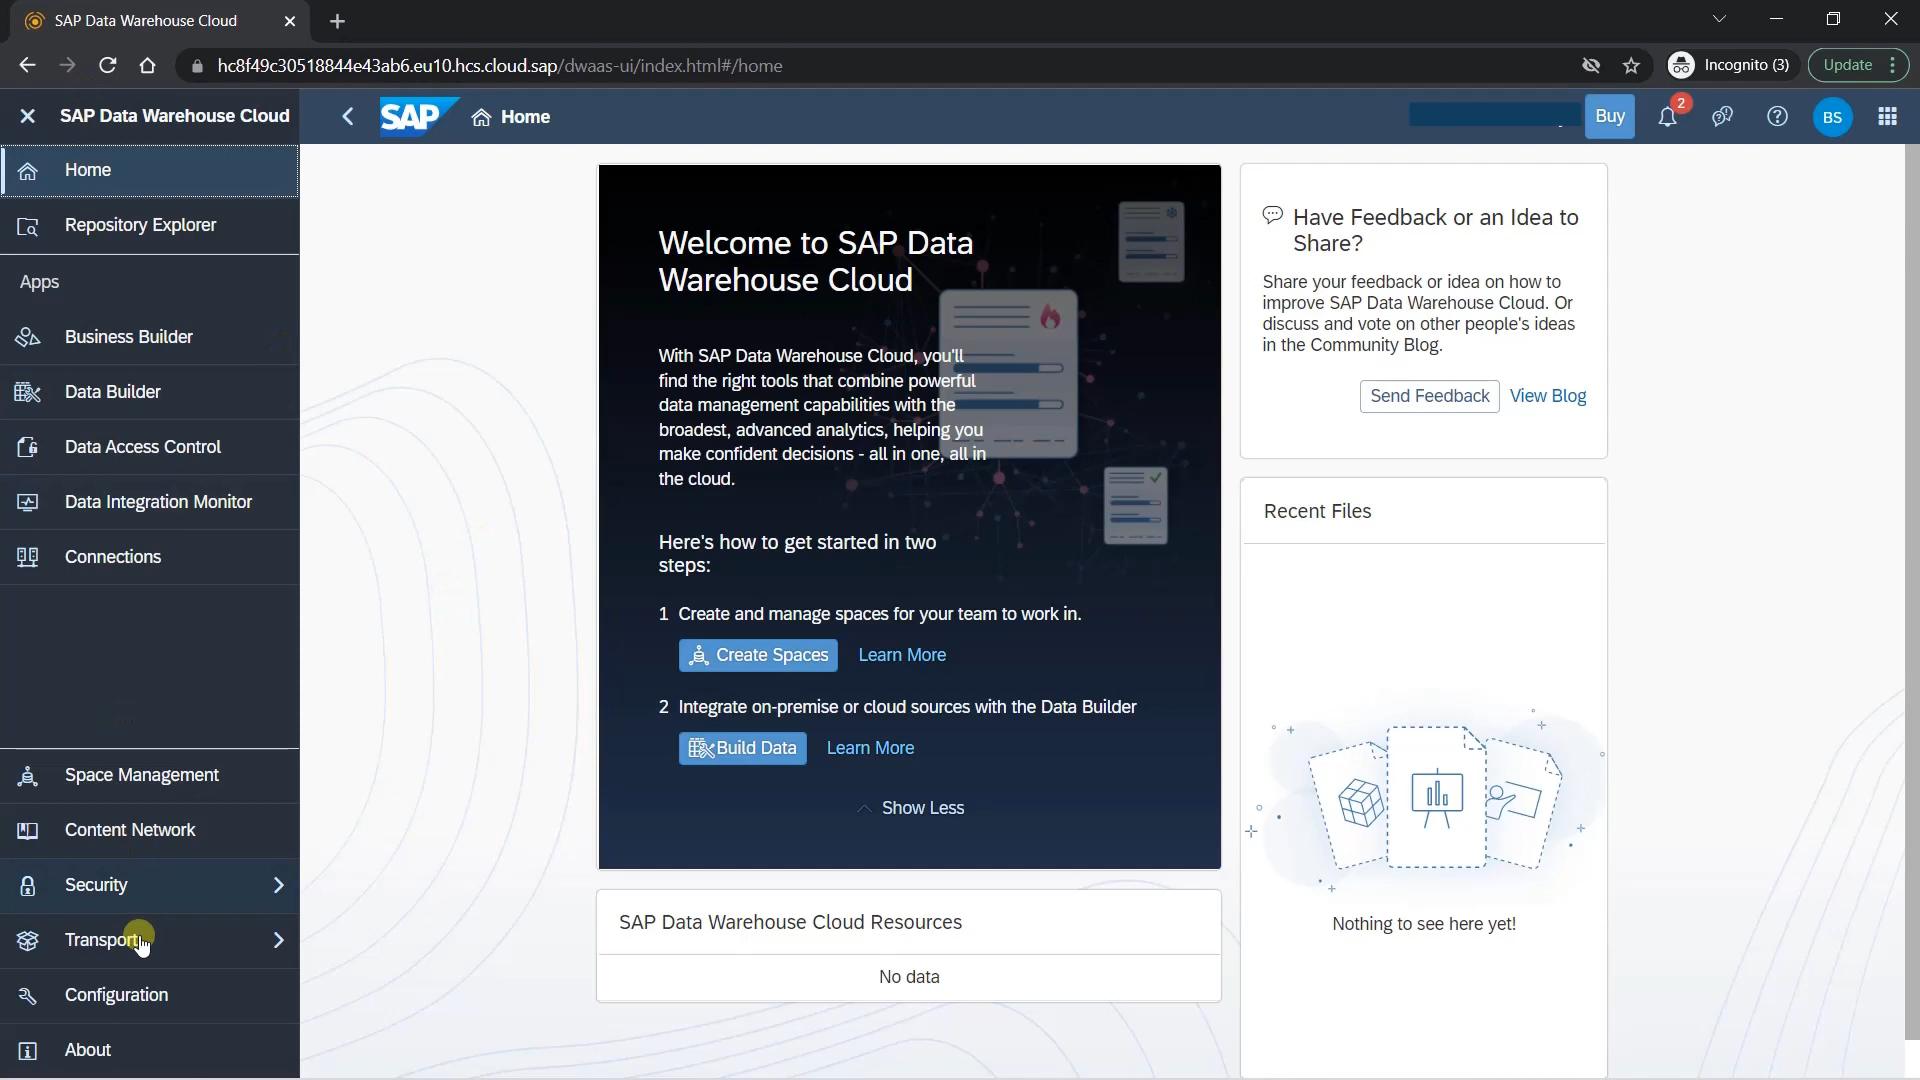 SAP Data Warehouse Cloud
hc8f49c30518844e43ab6.eu10.hcs.cloud.sap/dwaas-ui/index.html#/home
Incognito (3)
Update
SAP Data Warehouse Cloud
SAP
Home
Buy
2
BS
Home
Repository Explorer
Apps
Business Builder
Data Builder
Data Access Control
Data Integration Monitor
Connections
Space Management
Content Network
Security
Transport
Configuration
About
Welcome to SAP Data
Warehouse Cloud
With SAP Data Warehouse Cloud, you'll
find the right tools that combine powerful
data management capabilities with the
broadest, advanced analytics, helping you
make confident decisions - all in one, all in
the cloud.
Here's how to get started in two
steps:
1 Create and manage spaces for your team to work in.
Create Spaces Learn More
2 Integrate on-premise or cloud sources with the Data Builder
Build Data Learn More
Show Less
SAP Data Warehouse Cloud Resources
No data
Have Feedback or an Idea to
Share?
Share your feedback or idea on how to
improve SAP Data Warehouse Cloud. Or
discuss and vote on other people's ideas
in the Community Blog.
Send Feedback View Blog
Recent Files
Nothing to see here yet!